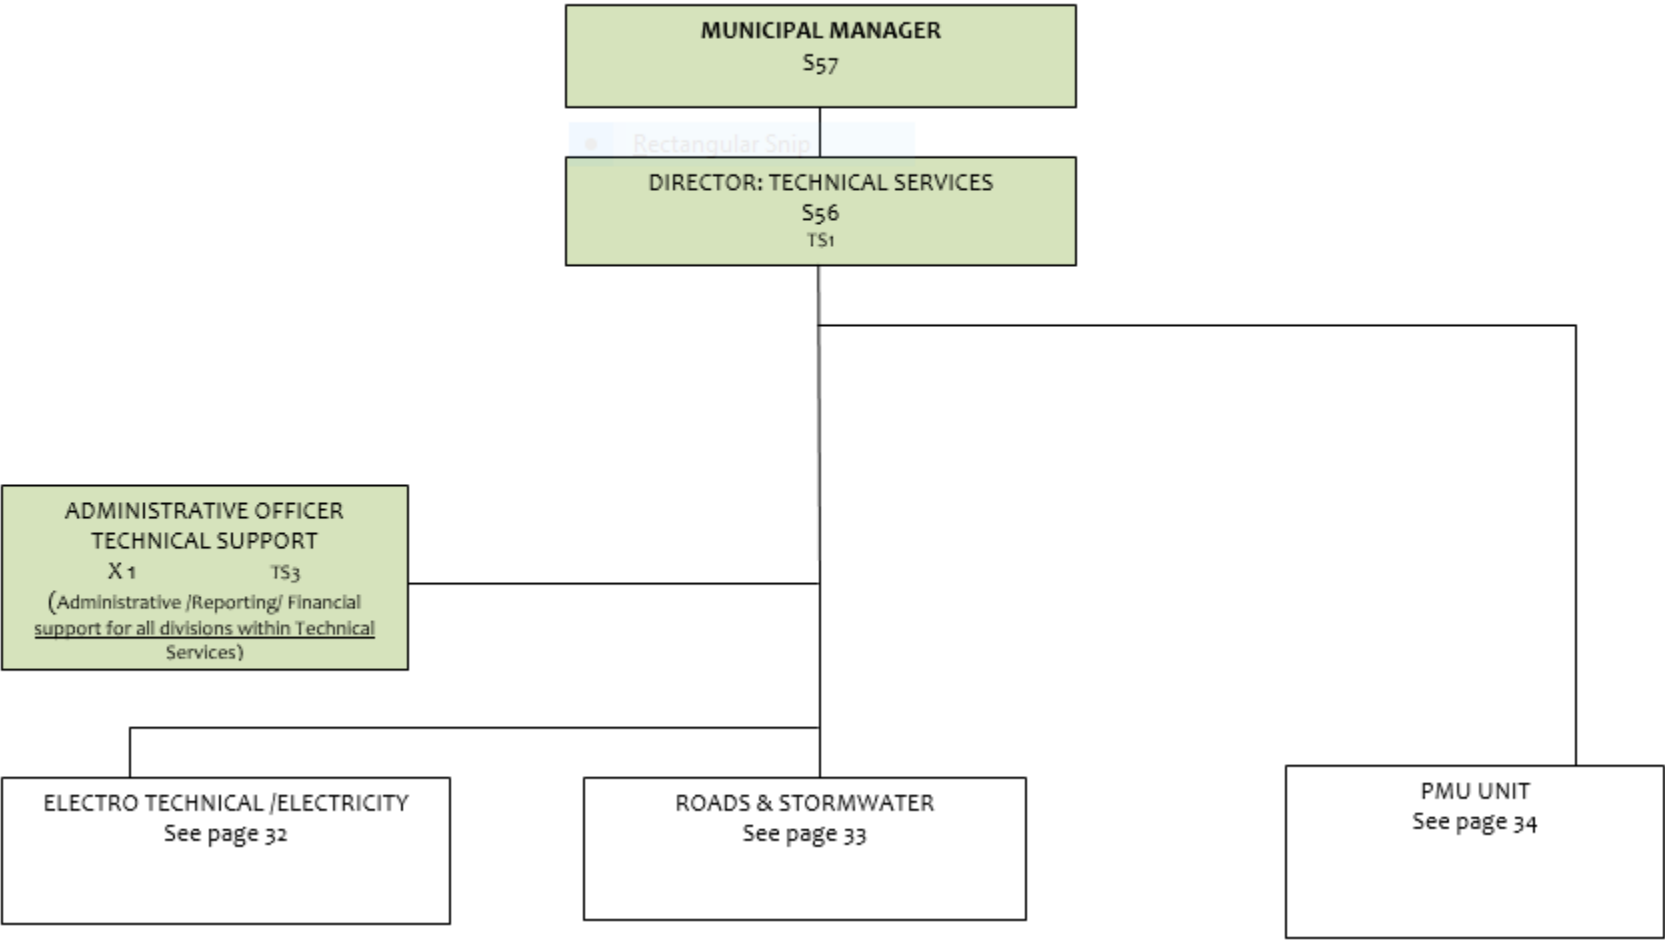 MUNICIPAL MANAGER
S57
Rectangular Snip
DIRECTOR: TECHNICAL SERVICES
S56
TS1
ADMINISTRATIVE OFFICER
TECHNICAL SUPPORT
X 1 TS3
(Administrative /Reporting/ Financial
support for all divisions within Technical
Services)
ELECTRO TECHNICAL /ELECTRICITY
See page 32
ROADS & STORMWATER
See page 33
PMU UNIT
See page 34